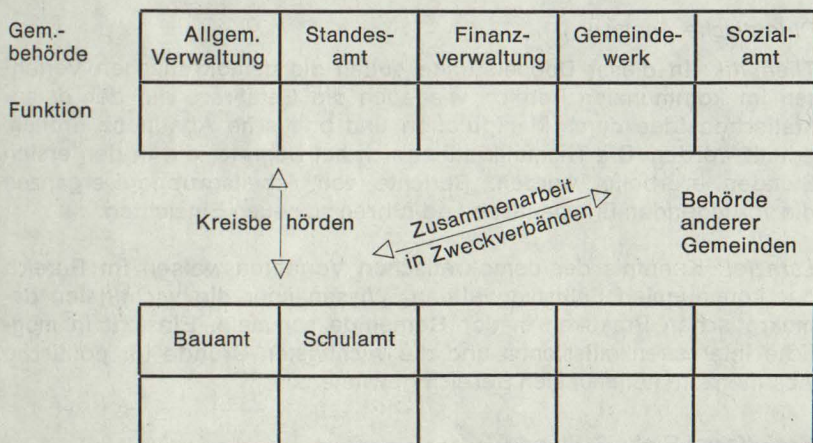 Gem.-
behörde
Allgem.
Verwaltung
Standes-
amt
Finanz-
verwaltung
Gemeinde-
werk
Sozial-
amt
Funktion
Kreisbe hörden
Zusammenarbeit
in Zweckverbänden
Behörde
anderer
Gemeinden
Bauamt
Schulamt